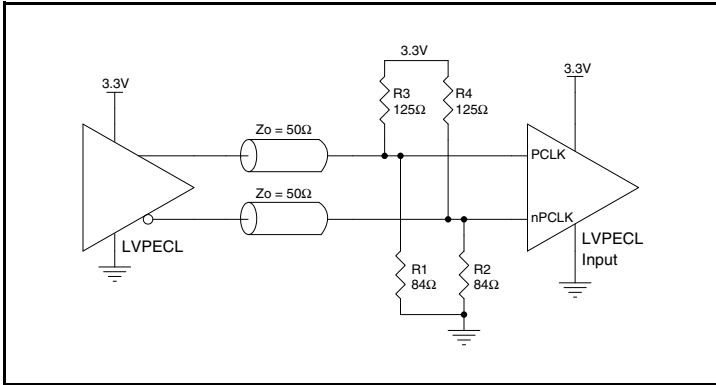 3.3V
3.3V
3.3V
R3
125Ω
R4
125Ω
Zo = 50Ω
PCLK
Zo = 50Ω
nPCLK
LVPECL
LVPECL
Input
R1
84Ω
R2
84Ω